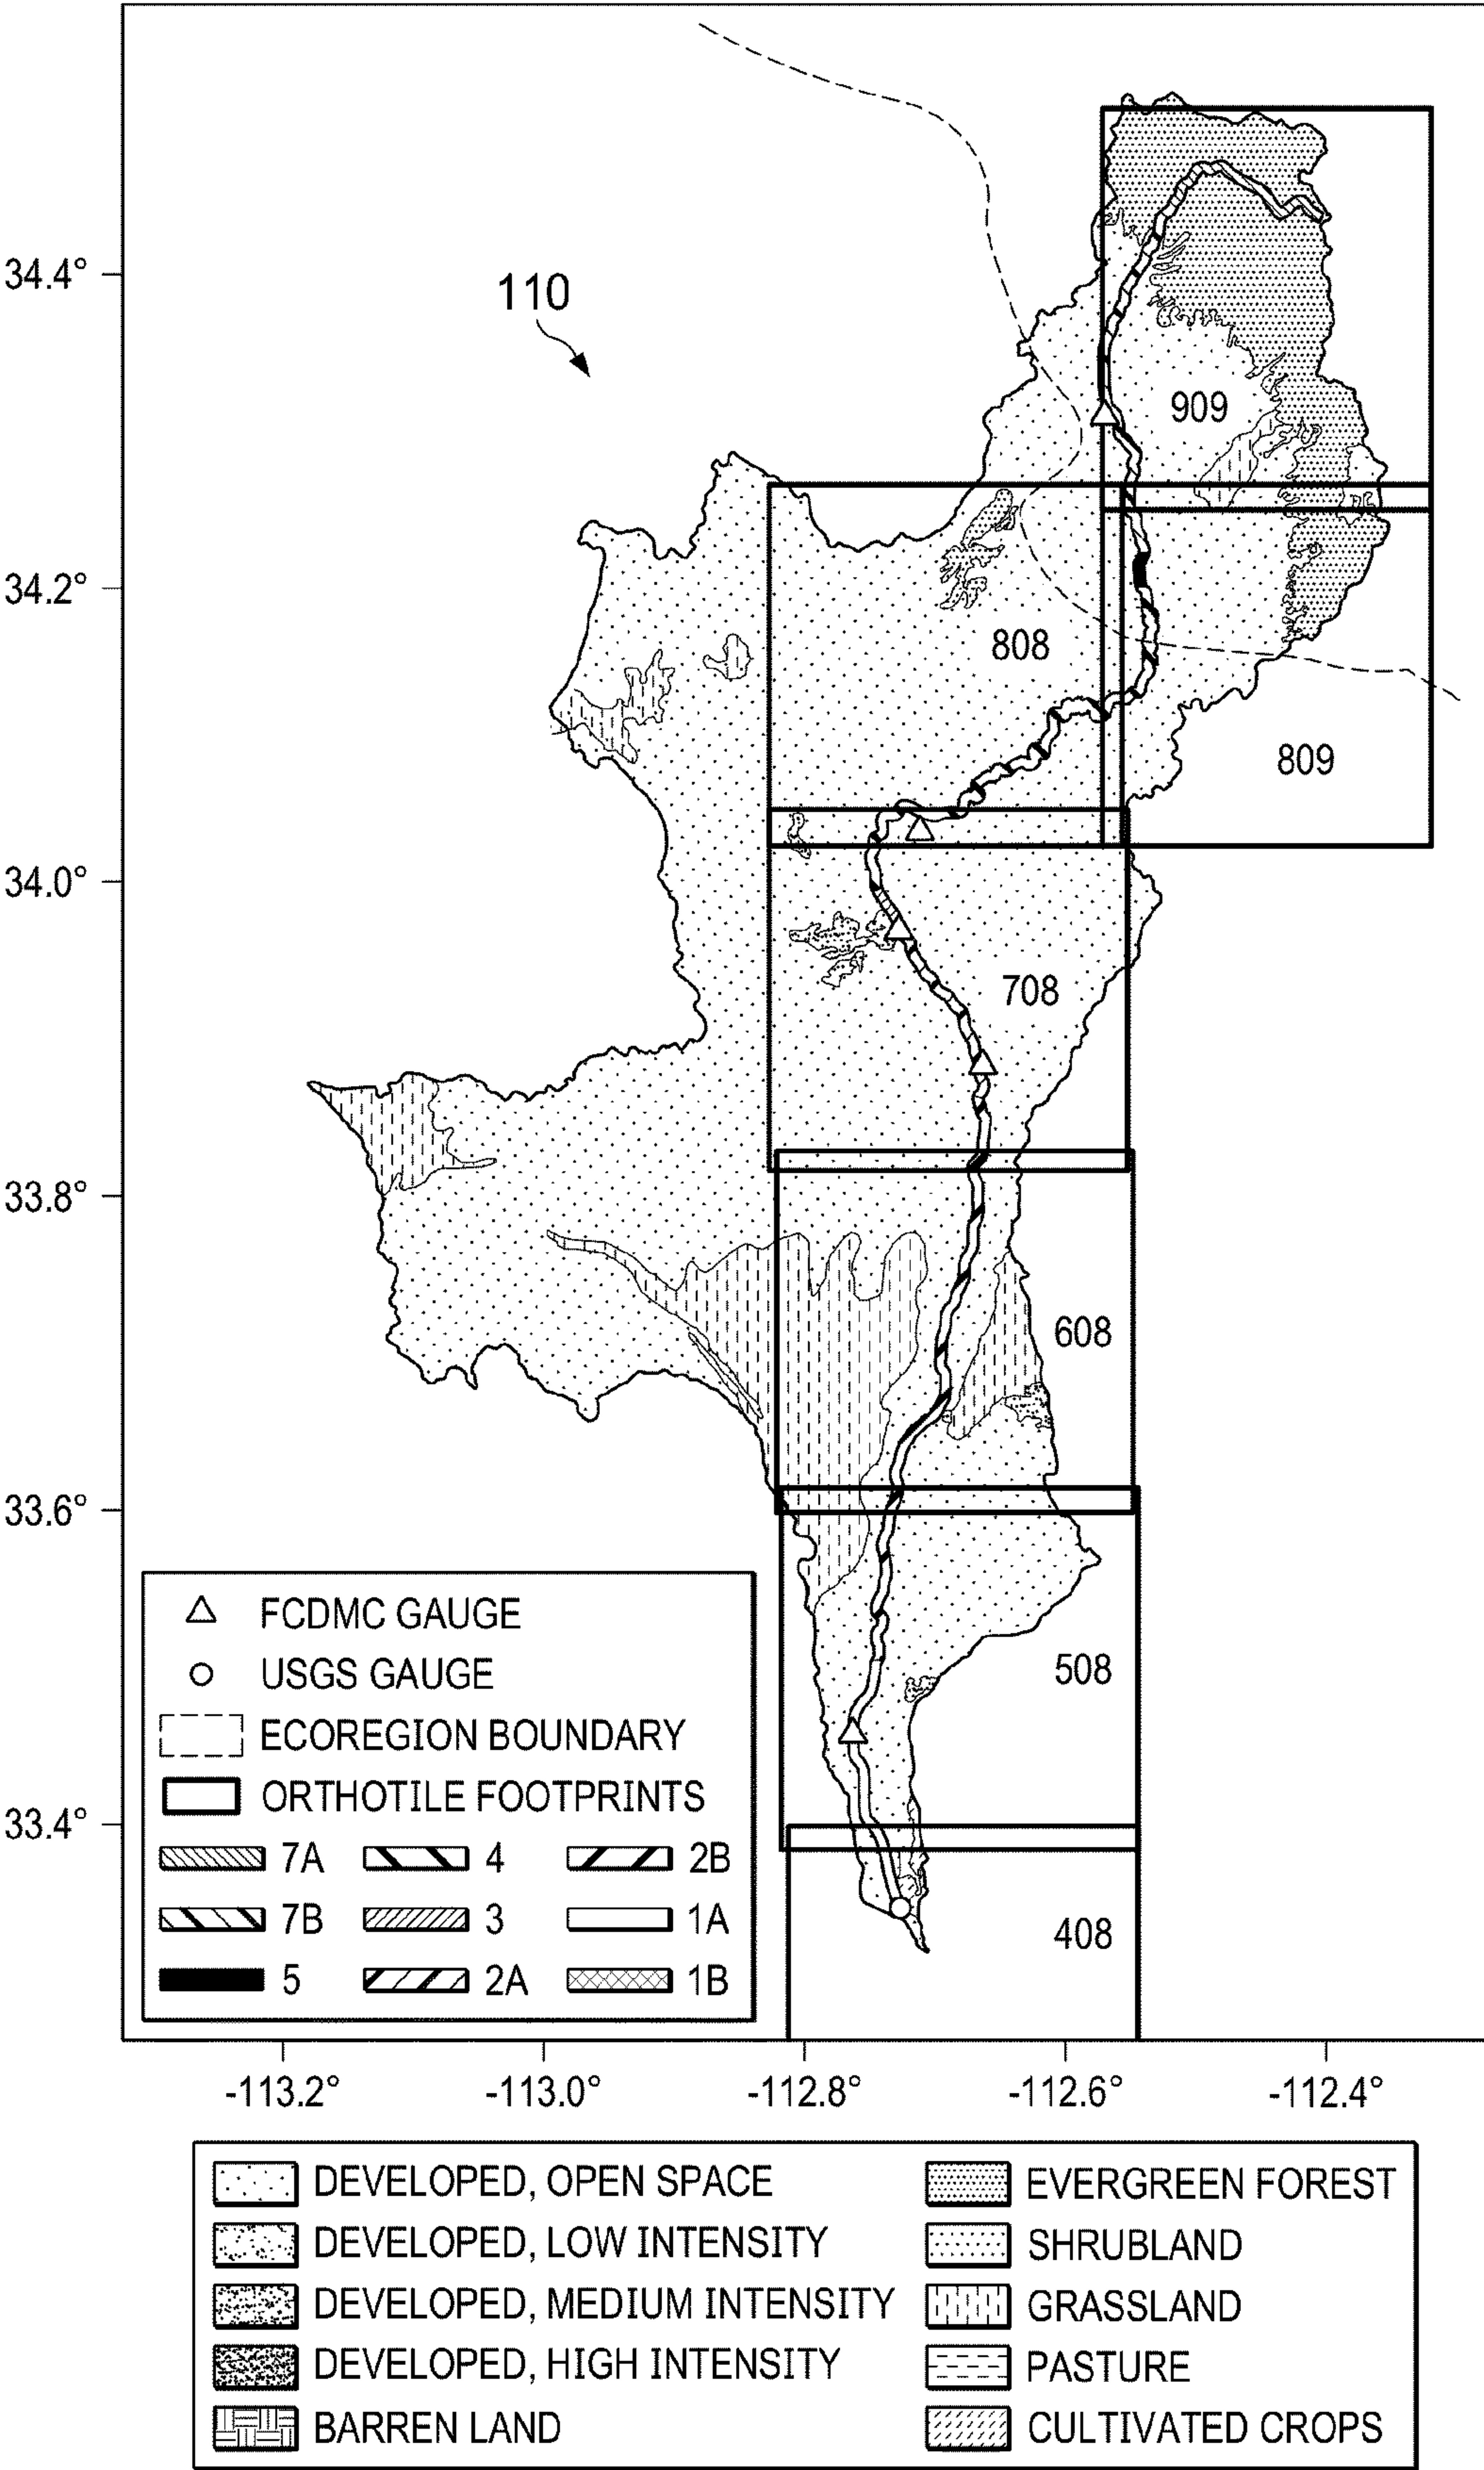 110
34.4°
909
34.2°
808
809
34.0°
708
33.8°
608
33.6°
508
33.4°
408
FCDMC GAUGE
USGS GAUGE
ECOREGION BOUNDARY
ORTHOTILE FOOTPRINTS
7A 4 2B
7B 3 1A
5 2A 1B
-113.2° -113.0° -112.8° -112.6° -112.4°
DEVELOPED, OPEN SPACE
DEVELOPED, LOW INTENSITY
DEVELOPED, MEDIUM INTENSITY
DEVELOPED, HIGH INTENSITY
BARREN LAND
EVERGREEN FOREST
SHRUBLAND
GRASSLAND
PASTURE
CULTIVATED CROPS